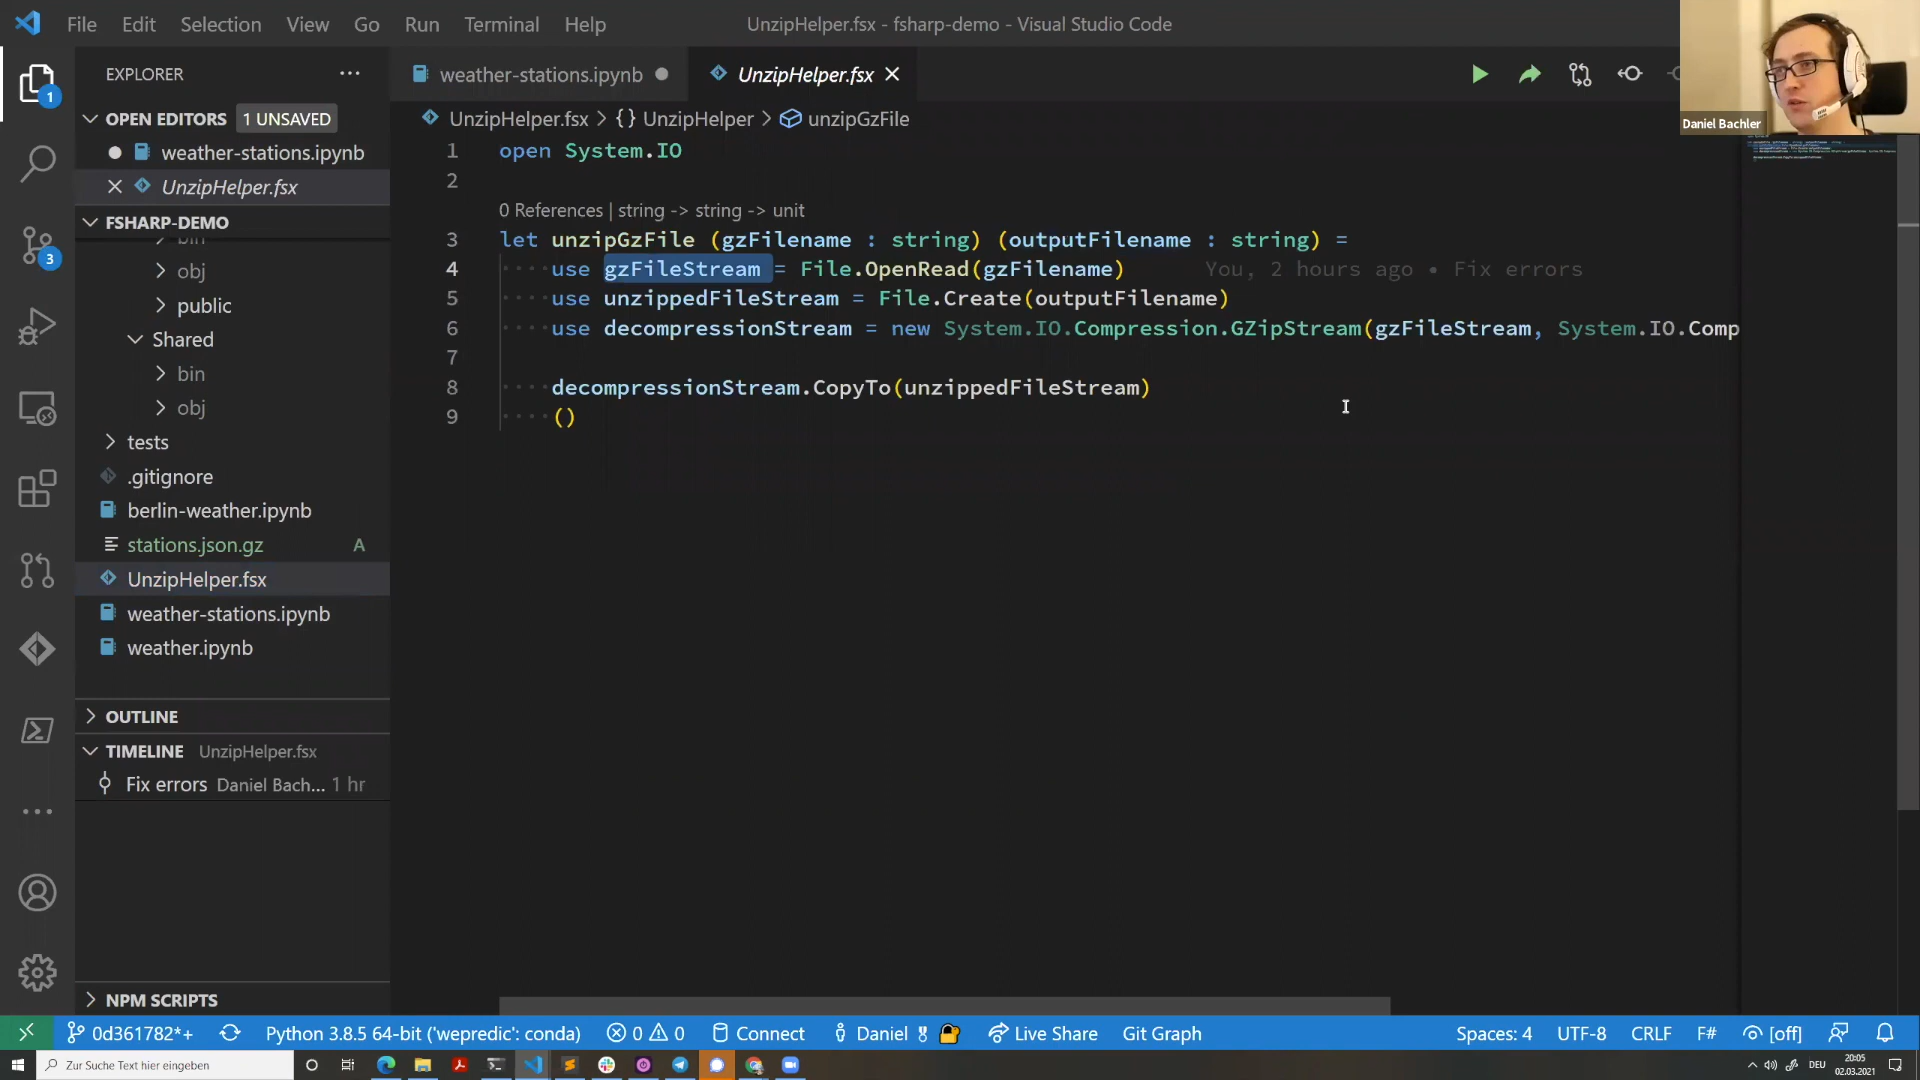 File Edit Selection View Go Run Terminal Help
UnzipHelper.fsx - fsharp-demo - Visual Studio Code
Daniel Bachler
EXPLORER
1
OPEN EDITORS 1 UNSAVED
weather-stations.ipynb
UnzipHelper.fsx
FSHARP-DEMO
bin
obj
public
Shared
bin
obj
tests
.gitignore
berlin-weather.ipynb
stations.json.gz A
UnzipHelper.fsx
weather-stations.ipynb
weather.ipynb
OUTLINE
TIMELINE UnzipHelper.fsx
Fix errors Daniel Bach... 1 hr
NPM SCRIPTS
3
weather-stations.ipynb
UnzipHelper.fsx
UnzipHelper.fsx > {} UnzipHelper > unzipGzFile
1 open System.IO
2
0 References | string -> string -> unit
3 let unzipGzFile (gzFilename : string) (outputFilename : string) =
4 ····use gzFileStream = File.OpenRead(gzFilename) You, 2 hours ago • Fix errors
5 use unzippedFileStream = File.Create(outputFilename)
6 use decompressionStream = new System.IO.Compression.GZipStream(gzFileStream, System.IO.Comp
7
8 ····decompressionStream.CopyTo(unzippedFileStream)
9 ····()
0d361782*+ Python 3.8.5 64-bit ('wepredic': conda) 0 0 Connect Daniel Live Share Git Graph Spaces: 4 UTF-8 CRLF F# [off]
Zur Suche Text hier eingeben
DEU
20:05
02.03.2021